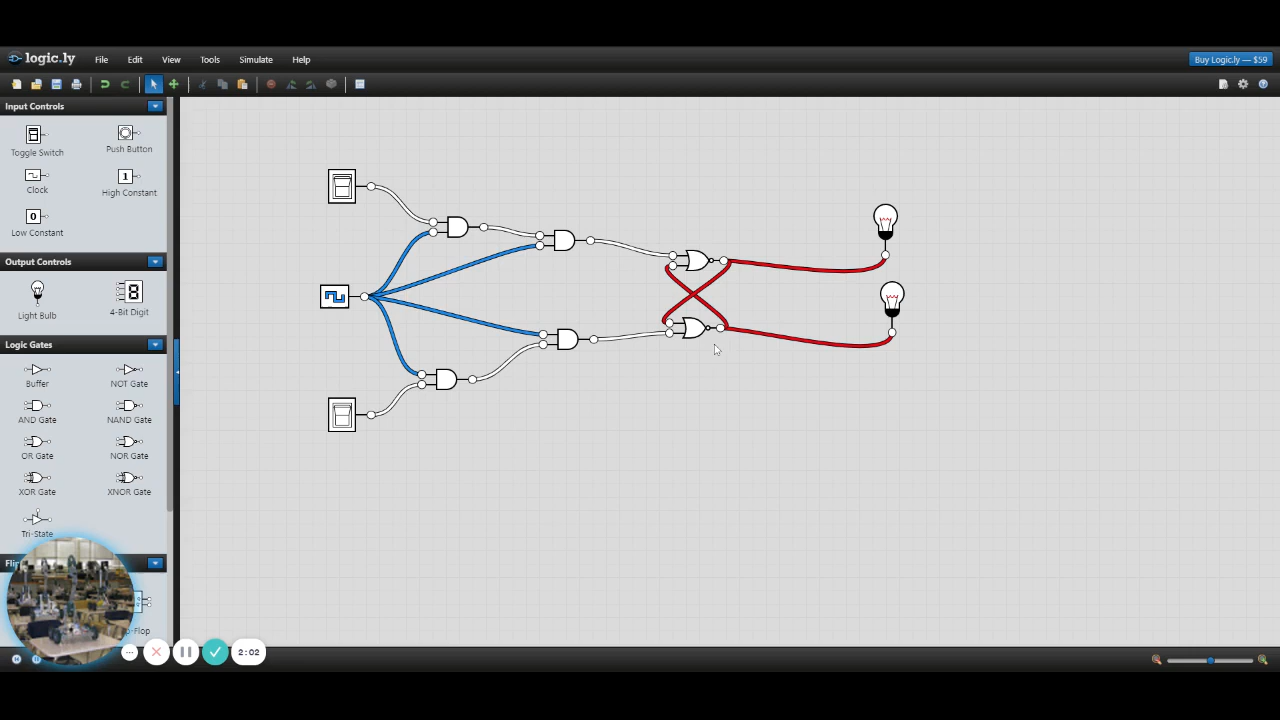 logic.ly File Edit View Tools Simulate Help Buy Logic.ly — $59
Input Controls
Toggle Switch Push Button
Clock 1 High Constant
0 Low Constant
Output Controls
Light Bulb 8 4-Bit Digit
Logic Gates
Buffer NOT Gate
AND Gate NAND Gate
OR Gate NOR Gate
XOR Gate XNOR Gate
Tri-State
2:02